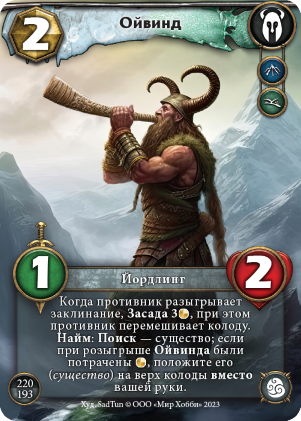 2
Ойвинд
1
Йордлинг
2
Когда противник разыгрывает
заклинание, Засада 3, при этом
противник перемешивает колоду.
Найм: Поиск — существо; если
при розыгрыше Ойвинда были
потрачены , положите его
(существо) на верх колоды вместо
вашей руки.
220
193
Худ. SadTun © ООО «Мир Хобби» 2023